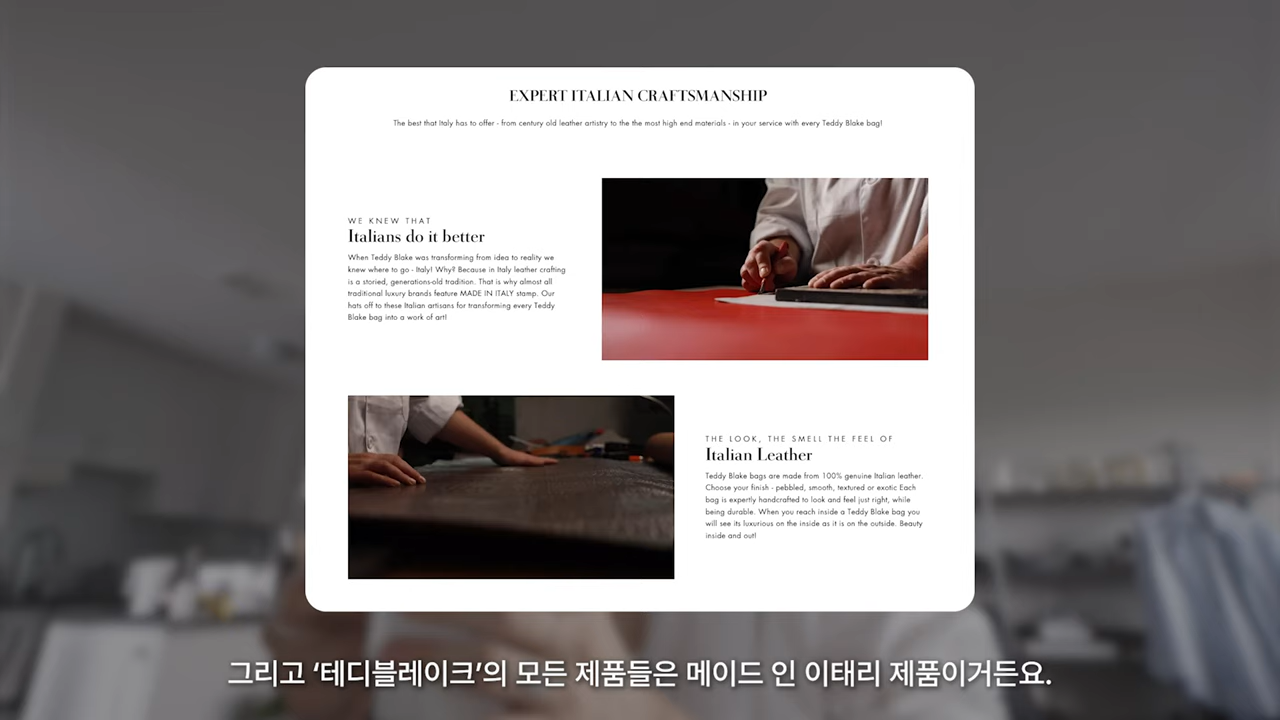 EXPERT ITALIAN CRAFTSMANSHIP
The best that Italy has to offer - from century old leather artistry to the the most high end materials - in your service with every Teddy Blake bag!
WE KNEW THAT
Italians do it better
When Teddy Blake was transforming from idea to reality we
knew where to go - Italy! Why? Because in Italy leather crafting
is a storied, generations-old tradition. That is why almost all
traditional luxury brands feature MADE IN ITALY stamp. Our
hats off to these Italian artisans for transforming every Teddy
Blake bag into a work of art!
THE LOOK, THE SMELL THE FEEL OF
Italian Leather
Teddy Blake bags are made from 100% genuine Italian leather.
Choose your finish - pebbled, smooth, textured or exotic Each
bag is expertly handcrafted to look and feel just right, while
being durable. When you reach inside a Teddy Blake bag you
will see its luxurious on the inside as it is on the outside. Beauty
inside and out!
그리고 ‘테디블레이크’의 모든 제품들은 메이드 인 이태리 제품이거든요.